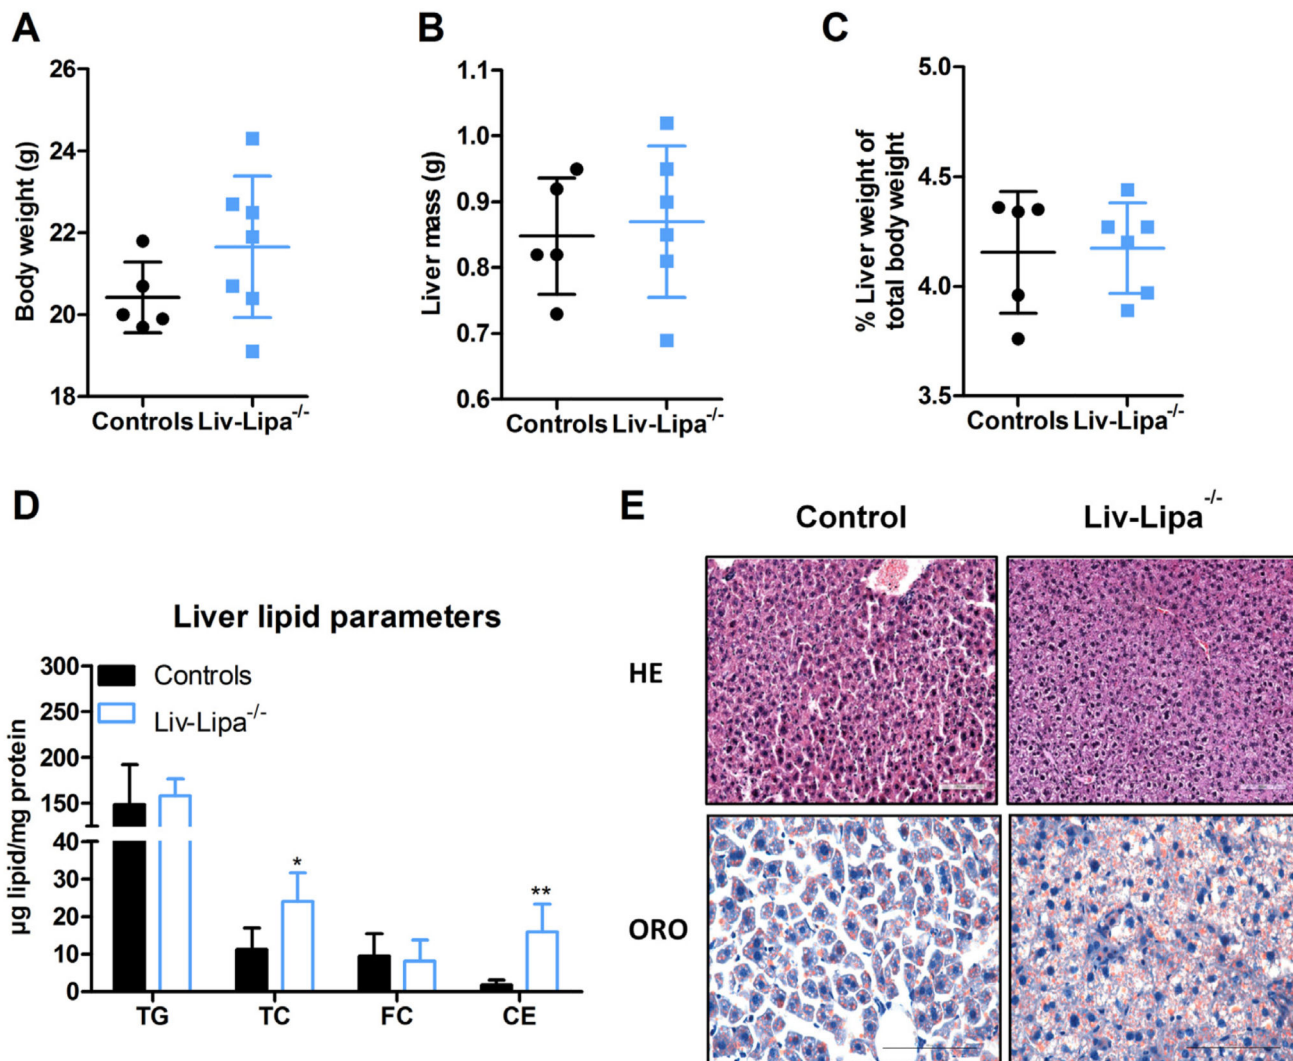 A
B
C
26
24
22
20
18
Body weight (g)
Controls Liv-Lipa-/-
1.1
1.0
0.9
0.8
0.7
0.6
Liver mass (g)
Controls Liv-Lipa-/-
5.0
4.5
4.0
3.5
% Liver weight of
total body weight
Controls Liv-Lipa-/-
D
Liver lipid parameters
300
250
200
150
40
30
20
10
0
µg lipid/mg protein
Controls
Liv-Lipa-/-
*
**
TG TC FC CE
E
Control Liv-Lipa-/-
HE
ORO